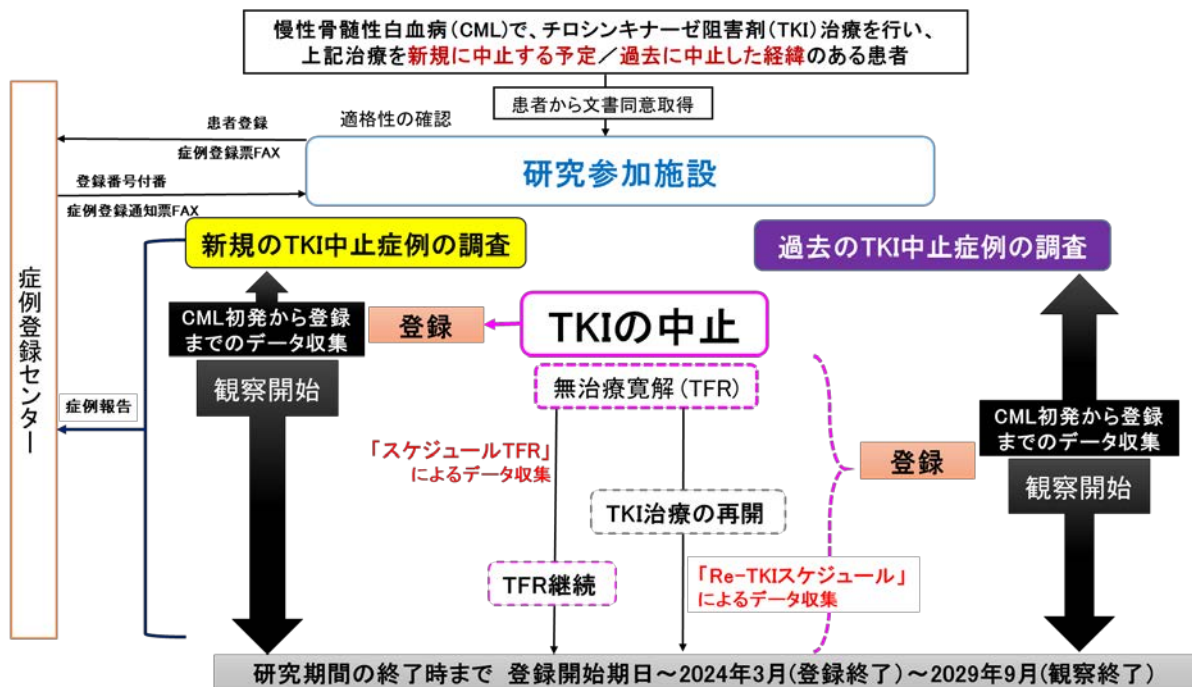 慢性骨髄性白血病(CML)で、チロシンキナーゼ阻害剤(TKI)治療を行い、
上記治療を新規に中止する予定/過去に中止した経緯のある患者
患者から文書同意取得
適格性の確認
患者登録
症例登録票FAX
登録番号付番
症例登録通知票FAX
研究参加施設
症例登録センター
新規のTKI中止症例の調査
過去のTKI中止症例の調査
CML初発から登録
までのデータ収集
登録
TKIの中止
観察開始
無治療寛解(TFR)
症例報告
「スケジュールTFR」
によるデータ収集
TKI治療の再開
TFR継続
「Re-TKIスケジュール」
によるデータ収集
登録
CML初発から登録
までのデータ収集
観察開始
研究期間の終了時まで 登録開始期日~2024年3月(登録終了)~2029年9月(観察終了)